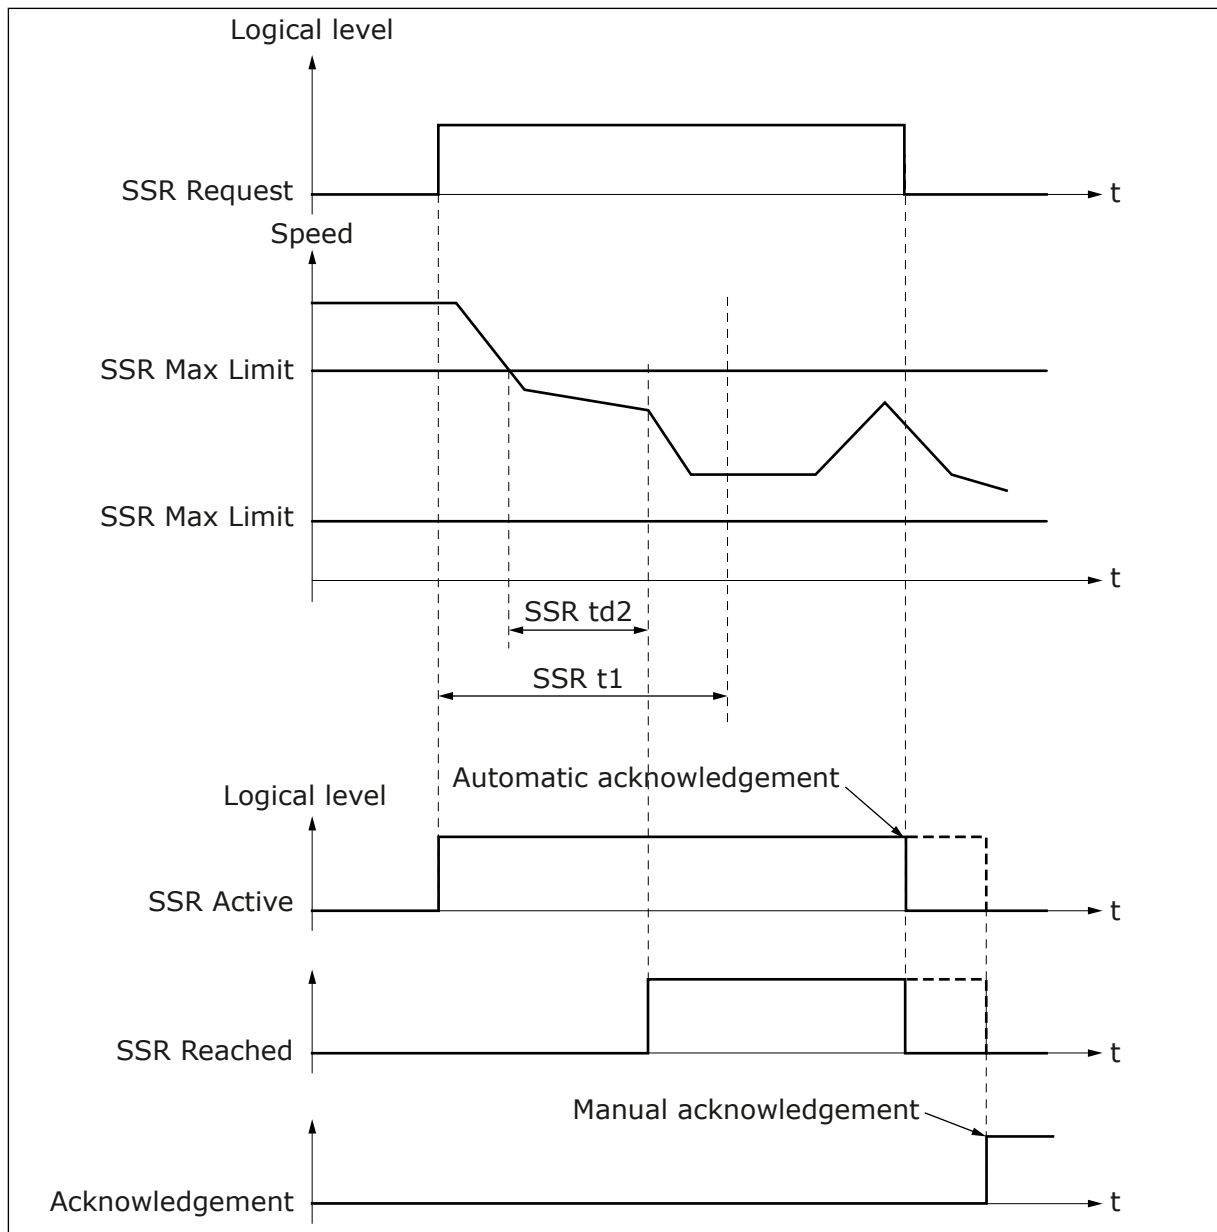 Logical level
SSR Request
t
Speed
SSR Max Limit
SSR Max Limit
t
SSR td2
SSR t1
Automatic acknowledgement
Logical level
SSR Active
t
SSR Reached
t
Manual acknowledgement
Acknowledgement
t